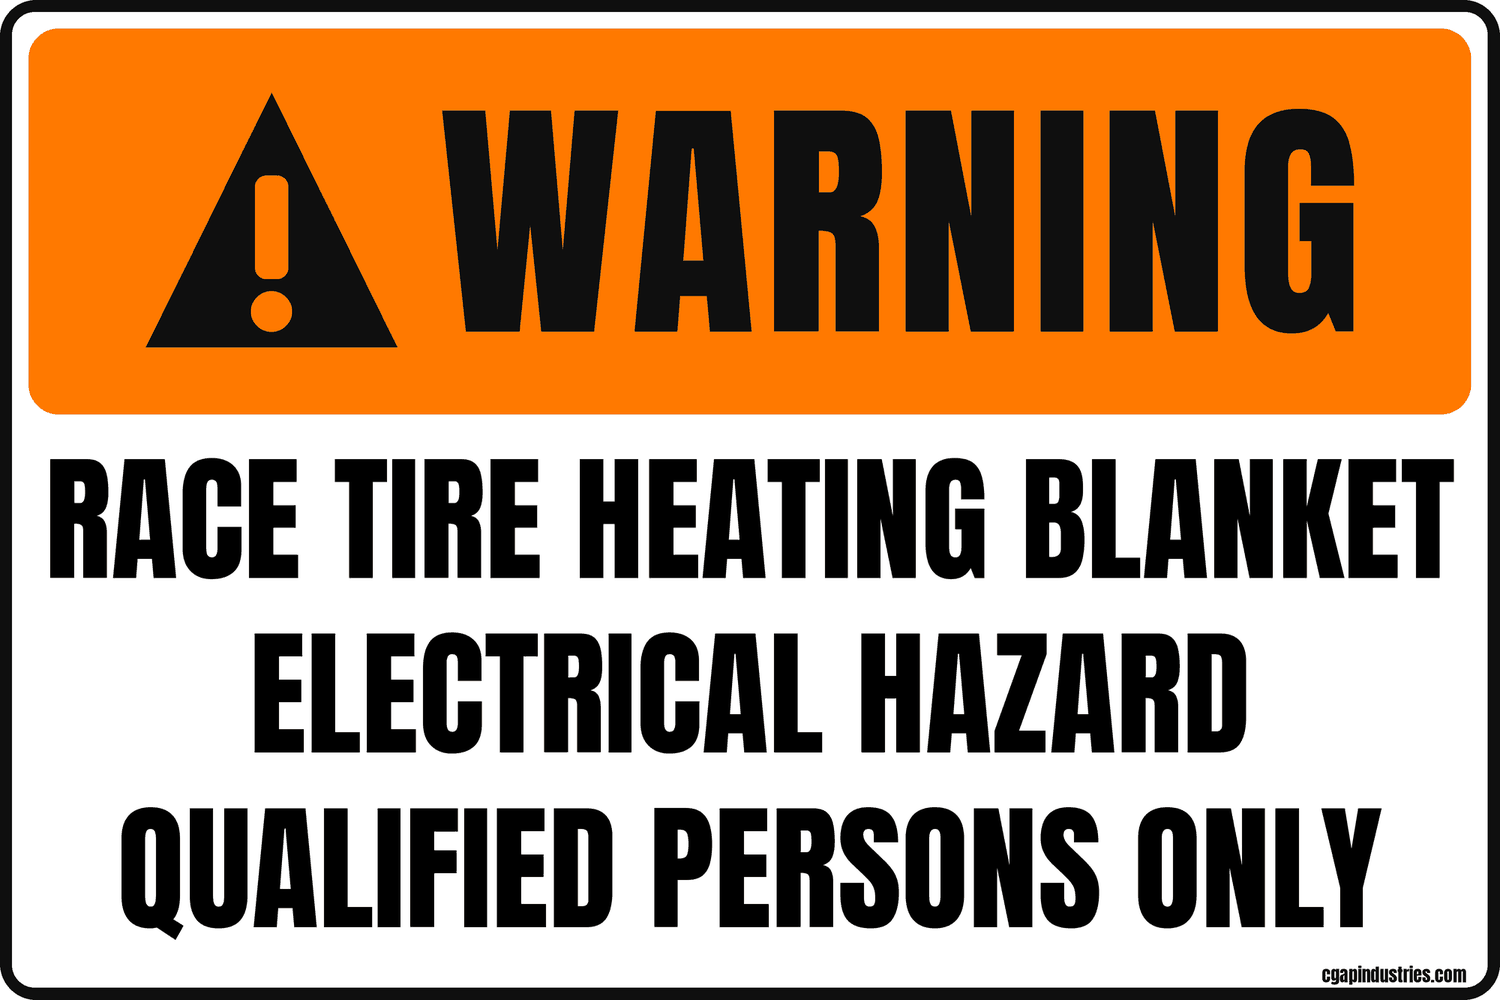 WARNING
RACE TIRE HEATING BLANKET
ELECTRICAL HAZARD
QUALIFIED PERSONS ONLY
cgapindustries.com